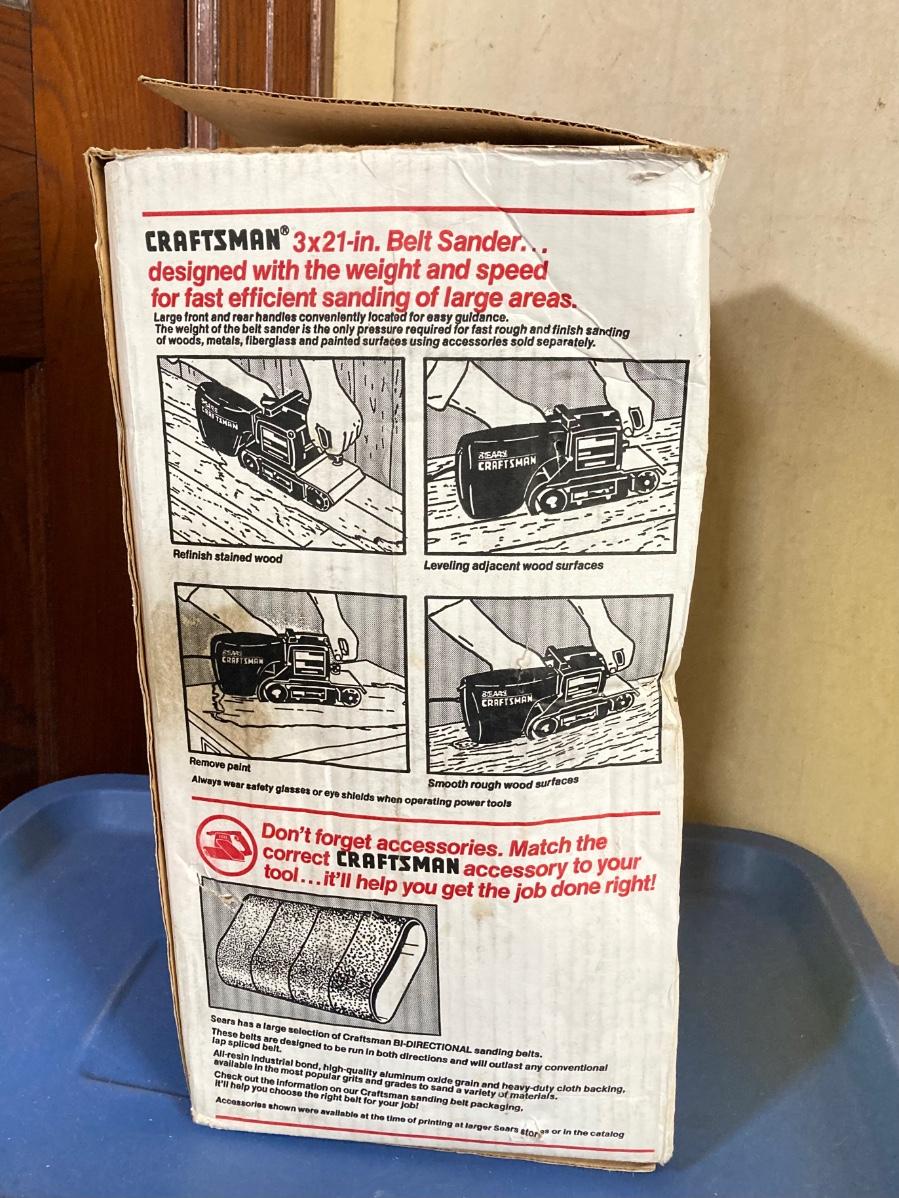 CRAFTSMAN® 3x21-in. Belt Sander...
designed with the weight and speed
for fast efficient sanding of large areas.
Large front and rear handles conveniently located for easy guidance.
The weight of the belt sander is the only pressure required for fast rough and finish sanding
of woods, metals, fiberglass and painted surfaces using accessories sold separately.
SEARS
CRAFTSMAN
SEARS
CRAFTSMAN
Refinish stained wood
Leveling adjacent wood surfaces
SEARS
CRAFTSMAN
SEARS
CRAFTSMAN
Remove paint
Smooth rough wood surfaces
Always wear safety glasses or eye shields when operating power tools
Don't forget accessories. Match the
correct CRAFTSMAN accessory to your
tool...it'll help you get the job done right!
Sears has a large selection of Craftsman BI-DIRECTIONAL sanding belts.
These belts are designed to be run in both directions and will outlast any conventional
lap spliced belt.
All-resin industrial bond, high-quality aluminum oxide grain and heavy-duty cloth backing,
available in the most popular grits and grades to sand a variety of materials.
Check out the information on our Craftsman sanding belt packaging,
it'll help you choose the right belt for your job!
Accessories shown were available at the time of printing at larger Sears stores or in the catalog